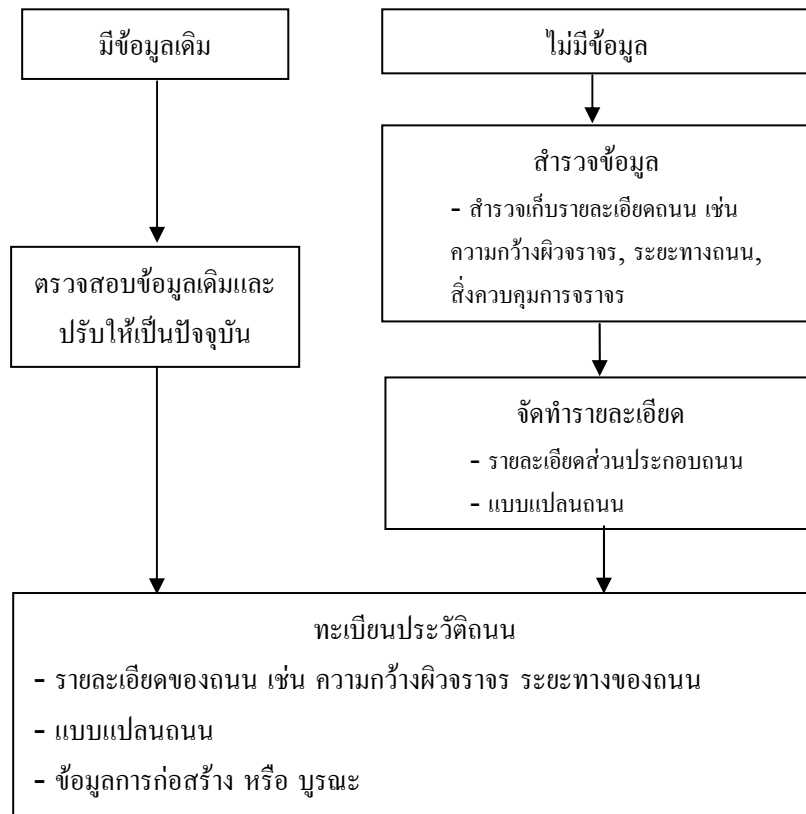 มีข้อมูลเดิม
ตรวจสอบข้อมูลเดิมและ
ปรับให้เป็นปัจจุบัน
ไม่มีข้อมูล
สำรวจข้อมูล
- สำรวจเก็บรายละเอียดถนน เช่น
ความกว้างผิวจราจร, ระยะทางถนน,
สิ่งควบคุมการจราจร
จัดทำรายละเอียด
- รายละเอียดส่วนประกอบถนน
- แบบแปลนถนน
ทะเบียนประวัติถนน
- รายละเอียดของถนน เช่น ความกว้างผิวจราจร ระยะทางของถนน
- แบบแปลนถนน
- ข้อมูลการก่อสร้าง หรือ บูรณะ